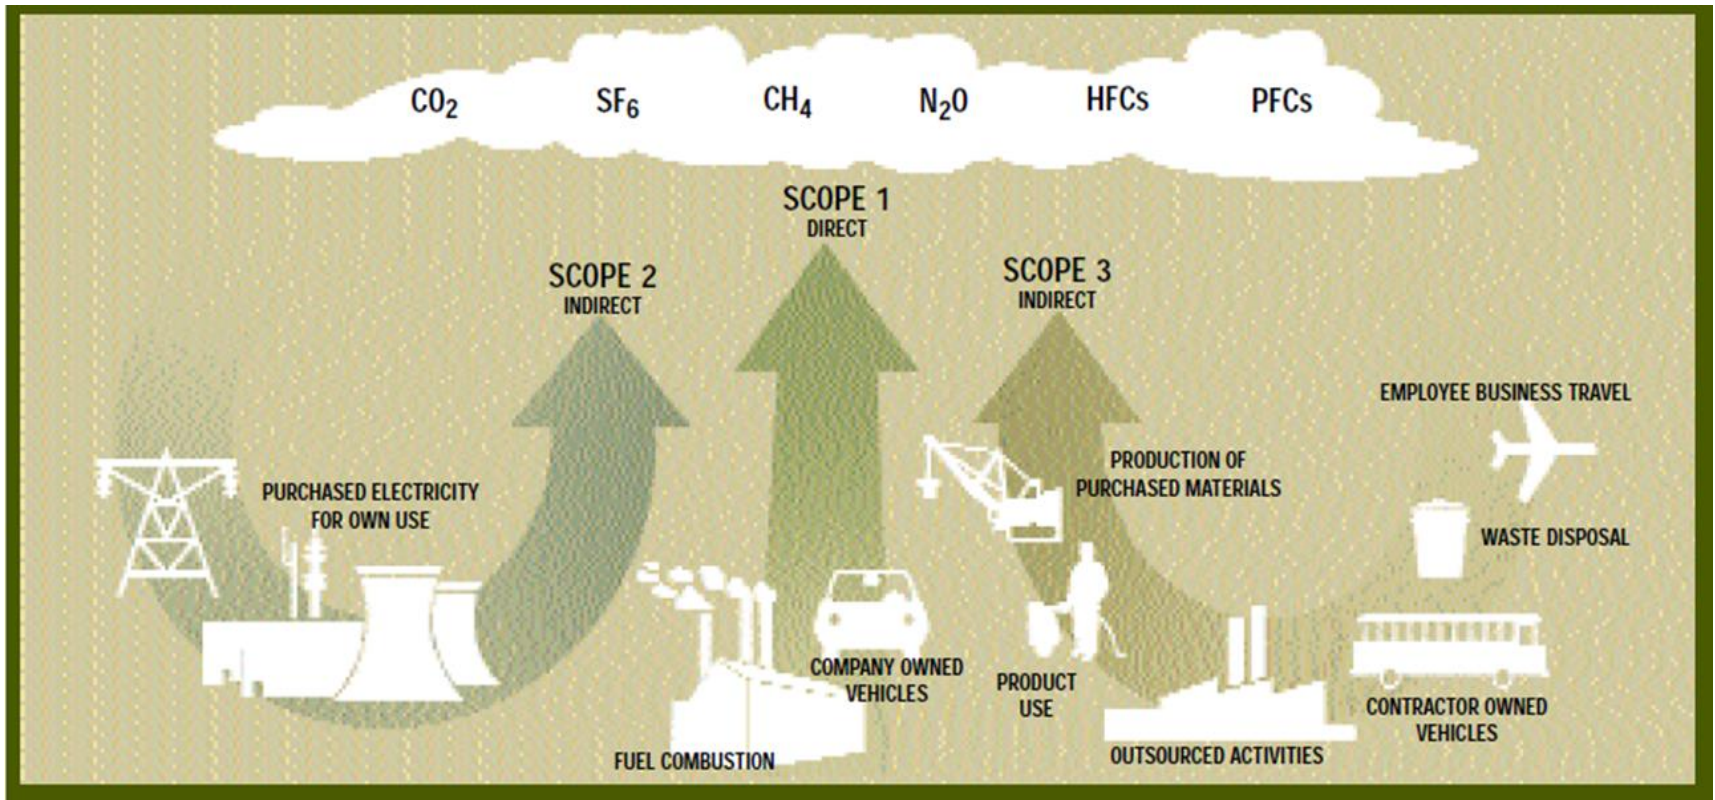 CO₂ SF₆ CH₄ N₂O HFCs PFCs
SCOPE 1
DIRECT
SCOPE 2
INDIRECT
SCOPE 3
INDIRECT
EMPLOYEE BUSINESS TRAVEL
PURCHASED ELECTRICITY
FOR OWN USE
PRODUCTION OF
PURCHASED MATERIALS
WASTE DISPOSAL
COMPANY OWNED
VEHICLES
PRODUCT
USE
CONTRACTOR OWNED
VEHICLES
FUEL COMBUSTION
OUTSOURCED ACTIVITIES